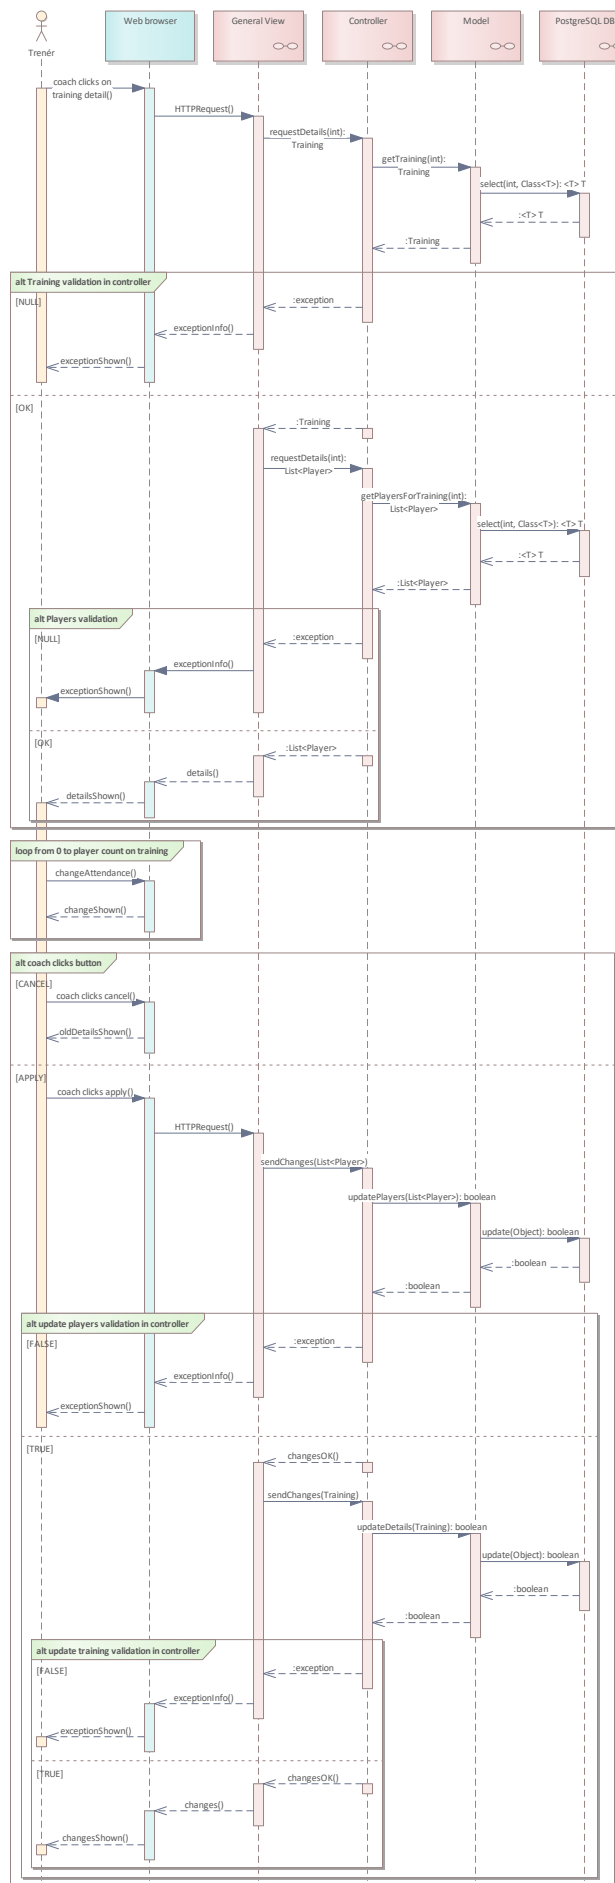 Trenér
Web browser
General View
Controller
Model
PostgreSQL DB
coach clicks on
training detail()
HTTPRequest()
requestDetails(int):
Training
getTraining(int):
Training
select(int, Class<T>): <T> T
:<T> T
:Training
alt Training validation in controller
[NULL]
:exception
exceptionInfo()
exceptionShown()
[OK]
:Training
requestDetails(int):
List<Player>
getPlayersForTraining(int):
List<Player>
select(int, Class<T>): <T> T
:<T> T
:List<Player>
alt Players validation
[NULL]
:exception
exceptionInfo()
exceptionShown()
[OK]
:List<Player>
details()
detailsShown()
loop from 0 to player count on training
changeAttendance()
changeShown()
alt coach clicks button
[CANCEL]
coach clicks cancel()
oldDetailsShown()
[APPLY]
coach clicks apply()
HTTPRequest()
sendChanges(List<Player>)
updatePlayers(List<Player>): boolean
update(Object): boolean
:boolean
:boolean
alt update players validation in controller
[FALSE]
:exception
exceptionInfo()
exceptionShown()
[TRUE]
changesOK()
sendChanges(Training)
updateDetails(Training): boolean
update(Object): boolean
:boolean
:boolean
alt update training validation in controller
[FALSE]
:exception
exceptionInfo()
exceptionShown()
[TRUE]
changesOK()
changes()
changesShown()